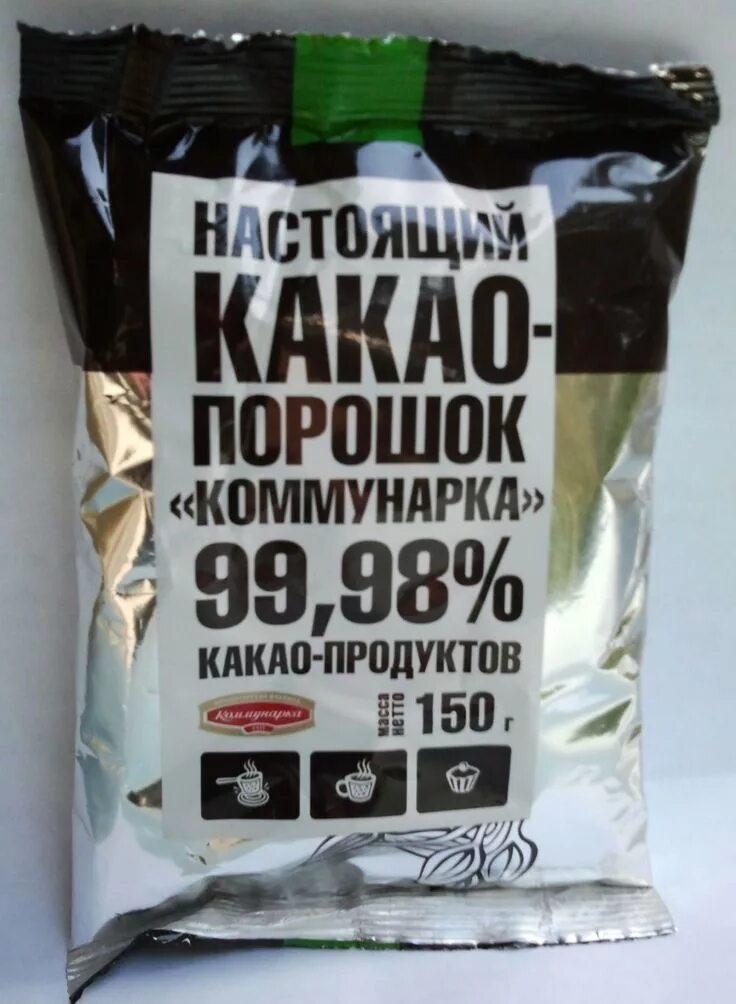 НАСТОЯЩИЙ
КАКАО-
ПОРОШОК
«КОММУНАРКА»
99,98%
КАКАО-ПРОДУКТОВ
Коммунарка
масса
нетто
150 г